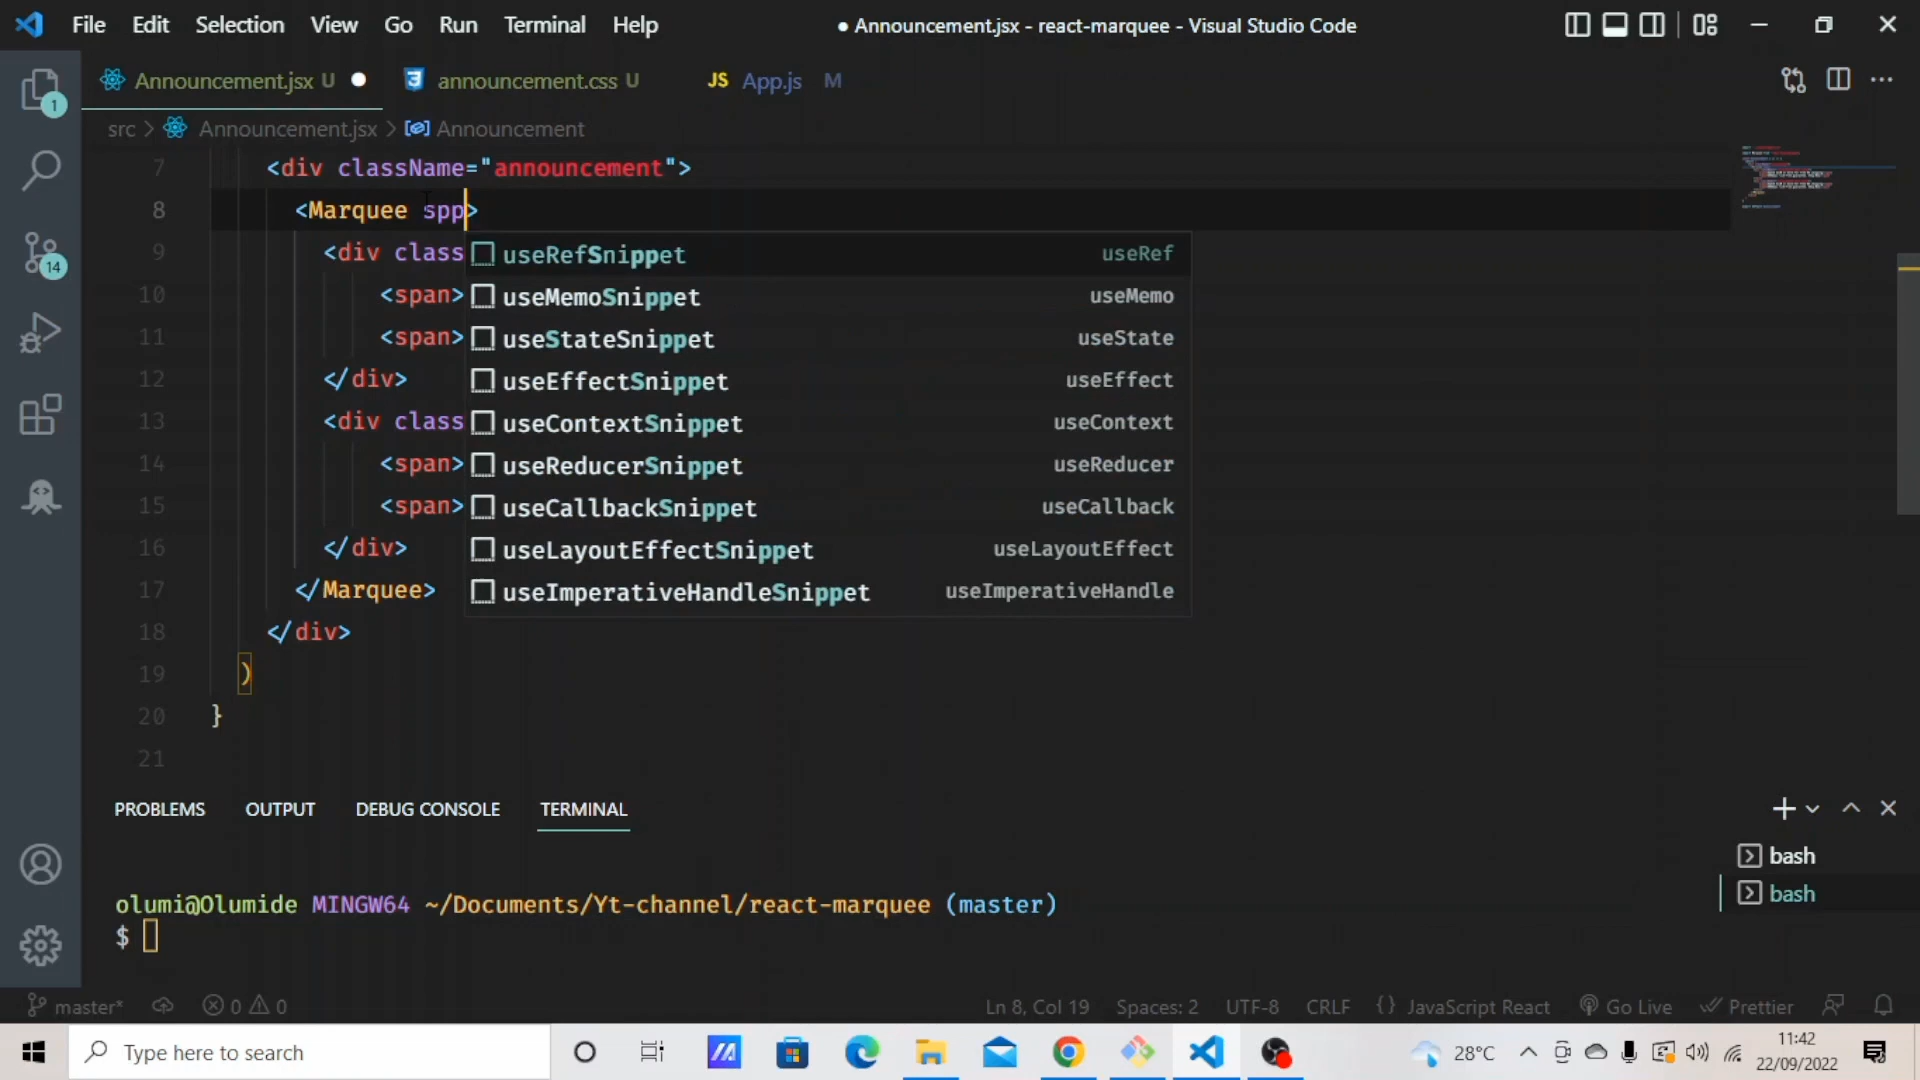 File Edit Selection View Go Run Terminal Help
● Announcement.jsx - react-marquee - Visual Studio Code
Announcement.jsx U ● announcement.css U JS App.js M
src > Announcement.jsx > Announcement
7 <div className="announcement">
8 <Marquee spp>
9 <div class
10 <span>
11 <span>
12 </div>
13 <div class
14 <span>
15 <span>
16 </div>
17 </Marquee>
18 </div>
19 )
20 }
21
useRefSnippet useRef
useMemoSnippet useMemo
useStateSnippet useState
useEffectSnippet useEffect
useContextSnippet useContext
useReducerSnippet useReducer
useCallbackSnippet useCallback
useLayoutEffectSnippet useLayoutEffect
useImperativeHandleSnippet useImperativeHandle
1
14
PROBLEMS OUTPUT DEBUG CONSOLE TERMINAL
bash
bash
olumi@Olumide MINGW64 ~/Documents/Yt-channel/react-marquee (master)
$
master* 0 0 Ln 8, Col 19 Spaces: 2 UTF-8 CRLF {} JavaScript React Go Live Prettier
Type here to search
28°C
11:42
22/09/2022